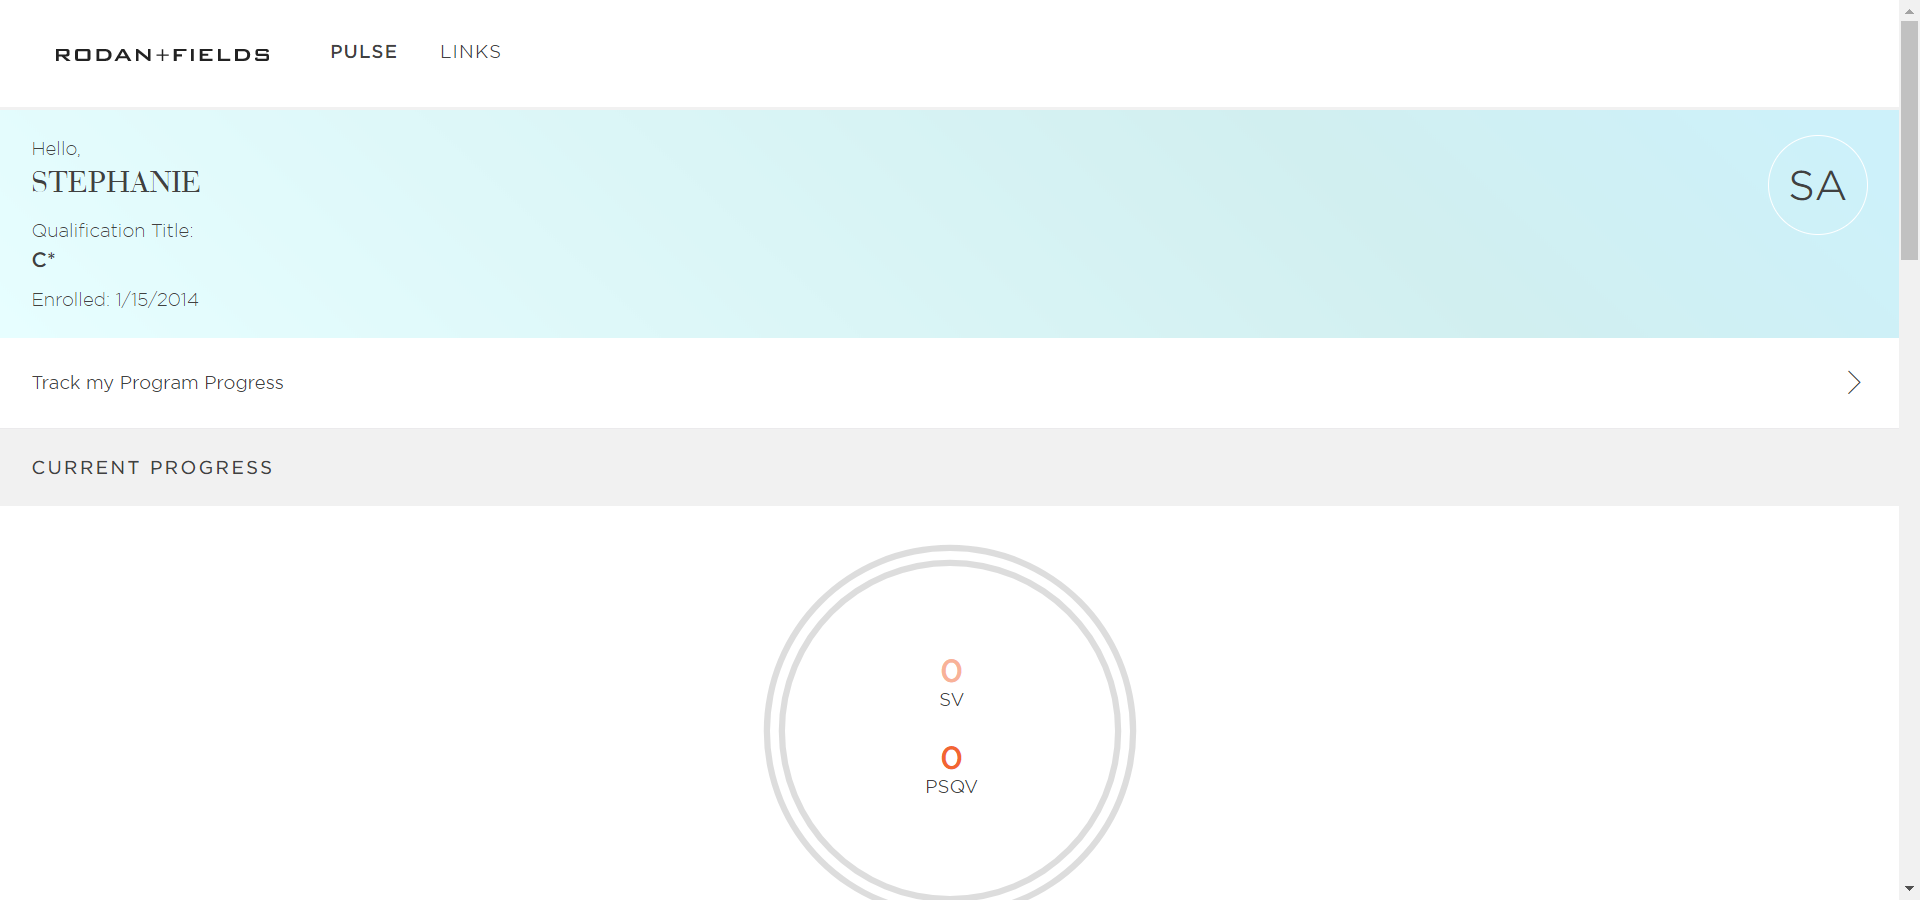 RODAN+FIELDS
PULSE
LINKS
Hello,
STEPHANIE
Qualification Title:
C*
Enrolled: 1/15/2014
SA
Track my Program Progress
CURRENT PROGRESS
0
SV
0
PSQV